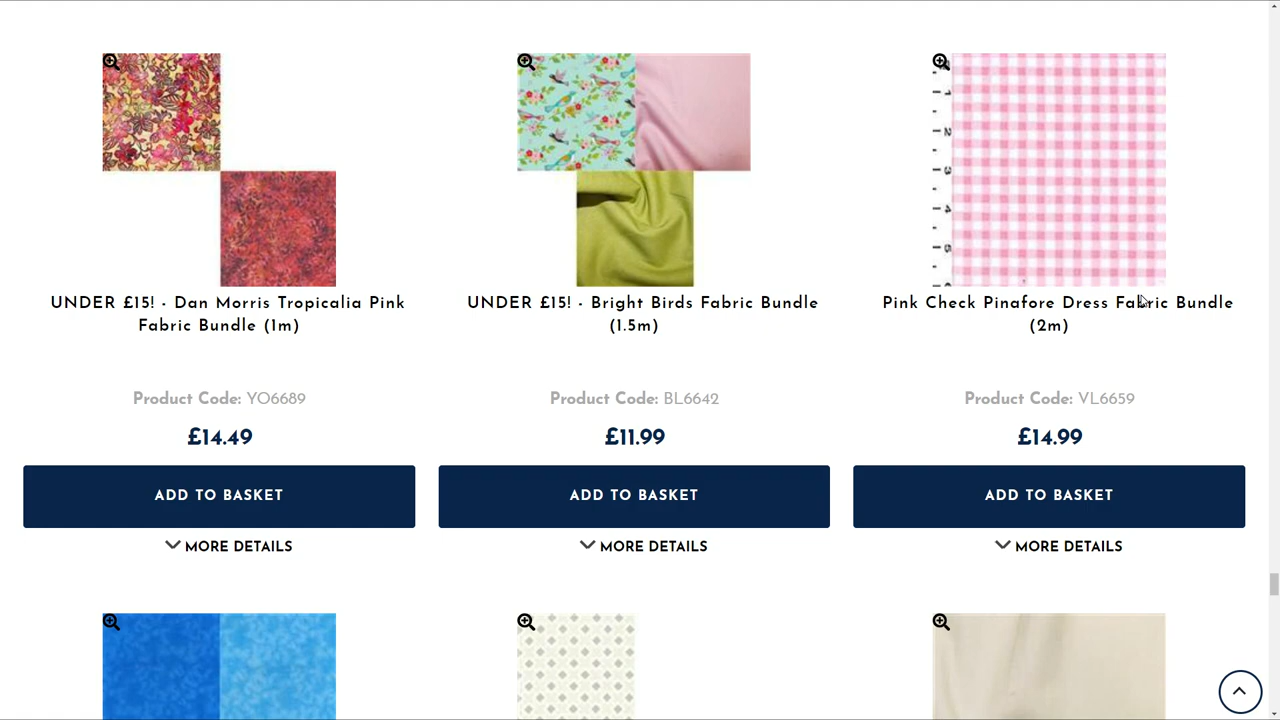 UNDER £15! - Dan Morris Tropicalia Pink
Fabric Bundle (1m)
Product Code: YO6689
£14.49
ADD TO BASKET
MORE DETAILS
UNDER £15! - Bright Birds Fabric Bundle
(1.5m)
Product Code: BL6642
£11.99
ADD TO BASKET
MORE DETAILS
Pink Check Pinafore Dress Fabric Bundle
(2m)
Product Code: VL6659
£14.99
ADD TO BASKET
MORE DETAILS